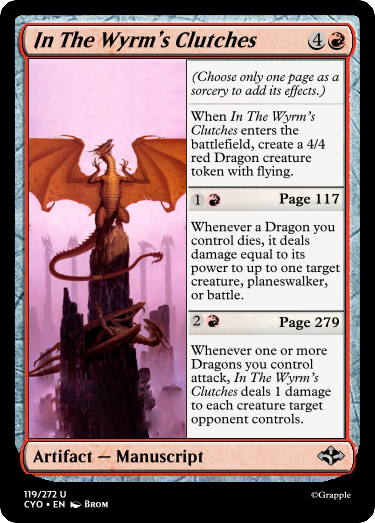 In The Wyrm's Clutches 4
(Choose only one page as a
sorcery to add its effects.)
When In The Wyrm's
Clutches enters the
battlefield, create a 4/4
red Dragon creature
token with flying.
1 Page 117
Whenever a Dragon you
control dies, it deals
damage equal to its
power to up to one target
creature, planeswalker,
or battle.
2 Page 279
Whenever one or more
Dragons you control
attack, In The Wyrm's
Clutches deals 1 damage
to each creature target
opponent controls.
Artifact — Manuscript
119/272 U
CYO • EN BROM
©Grapple